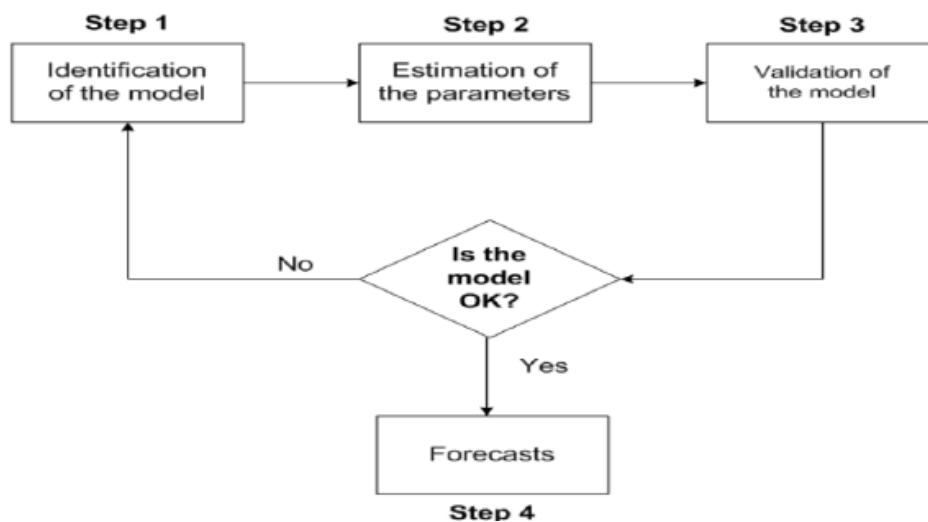 Step 1
Identification
of the model
Step 2
Estimation of
the parameters
Step 3
Validation of
the model
Is the
model
OK?
No
Yes
Forecasts
Step 4